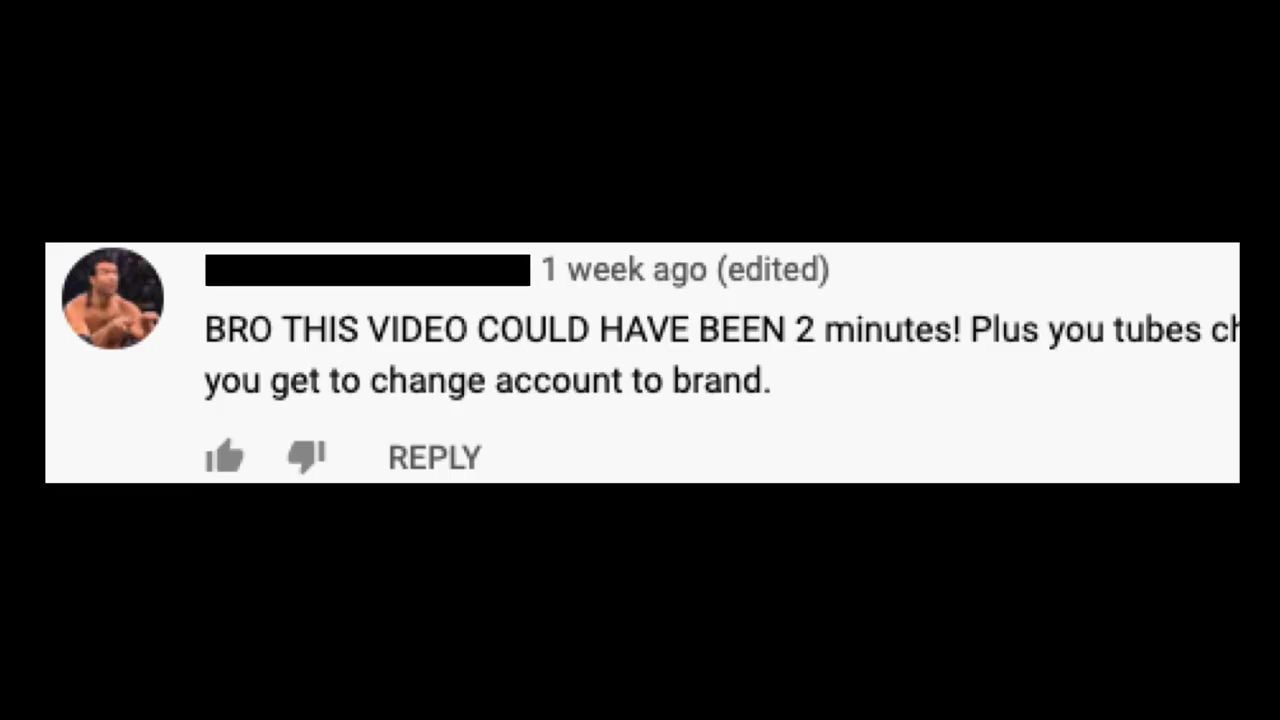 1 week ago (edited)
BRO THIS VIDEO COULD HAVE BEEN 2 minutes! Plus you tubes
you get to change account to brand.
REPLY